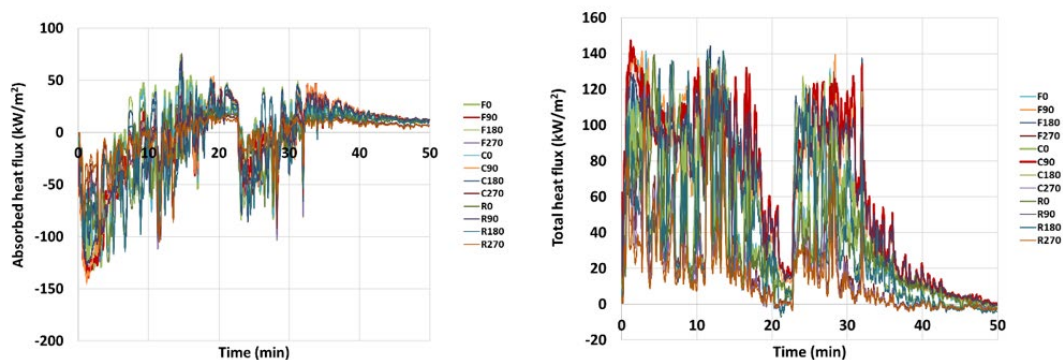 100
50
0
-50
-100
-150
-200
0 10 20 30 40 50
Absorbed heat flux (kW/m²)
Time (min)
F0
F90
F180
F270
C0
C90
C180
C270
R0
R90
R180
R270
160
140
120
100
80
60
40
20
0
-20
0 10 20 30 40 50
Total heat flux (kW/m²)
Time (min)
F0
F90
F180
F270
C0
C90
C180
C270
R0
R90
R180
R270